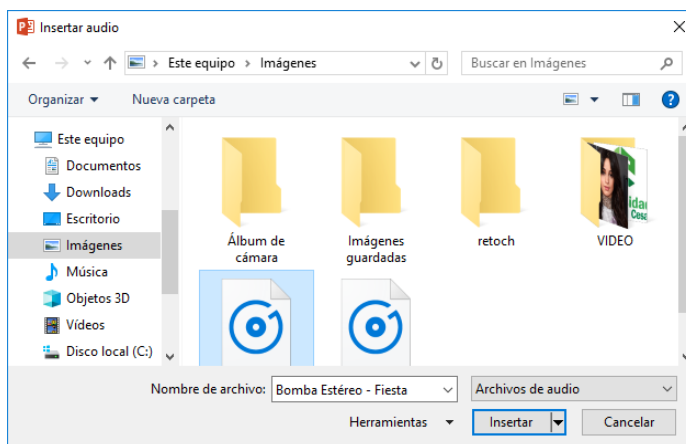 Insertar audio
Este equipo > Imágenes
Buscar en Imágenes
Organizar
Nueva carpeta
Este equipo
Documentos
Downloads
Escritorio
Imágenes
Música
Objetos 3D
Vídeos
Disco local (C:)
Álbum de cámara
Imágenes guardadas
retoch
VIDEO
Nombre de archivo: Bomba Estéreo - Fiesta
Archivos de audio
Herramientas
Insertar
Cancelar